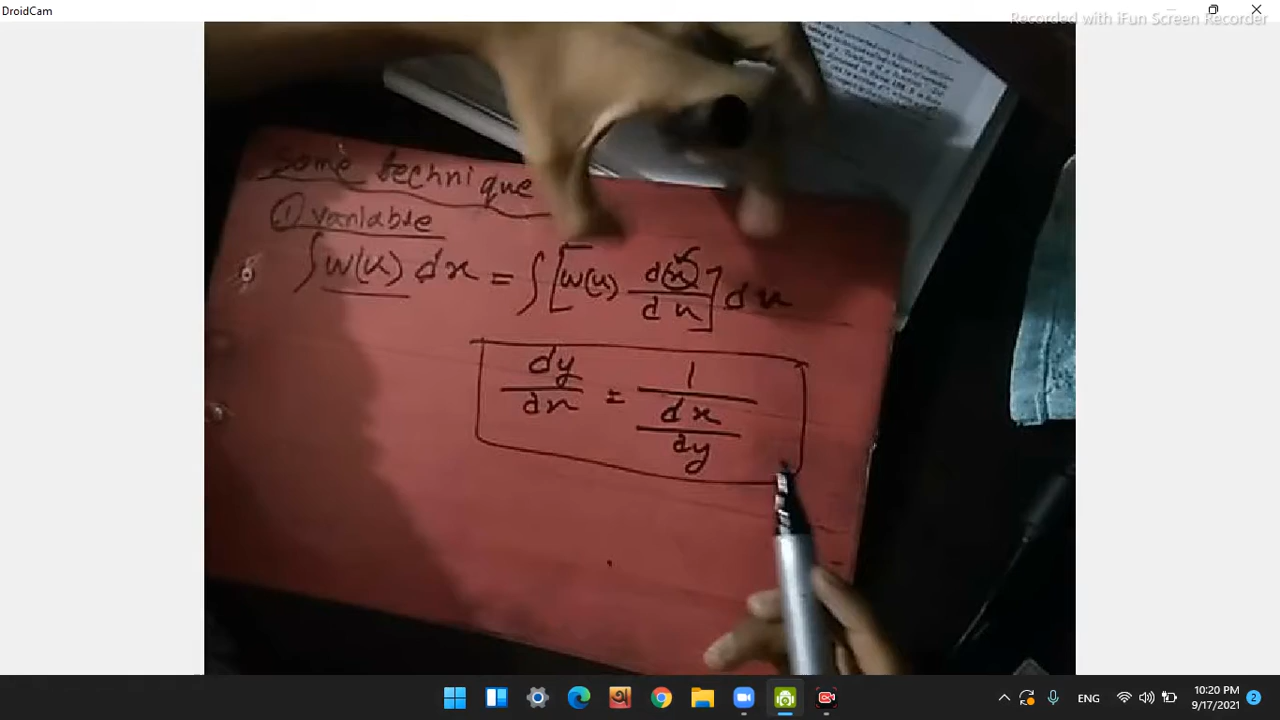 DroidCam
Recorded with iFun Screen Recorder
Some technique
① variable
∫ w(u) dx = ∫ [w(u) d(x)/du] du
dy/dx = 1/(dx/dy)
ENG
10:20 PM
9/17/2021
2